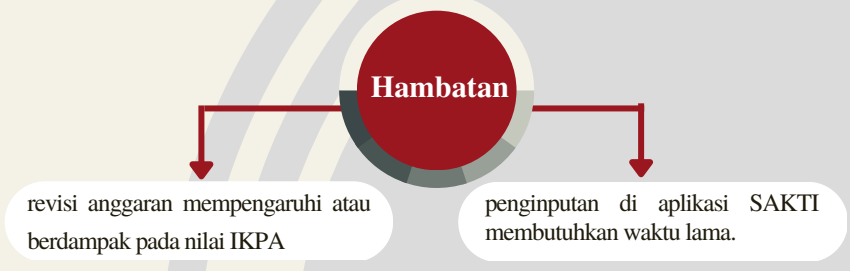 Hambatan
revisi anggaran mempengaruhi atau
berdampak pada nilai IKPA
penginputan di aplikasi SAKTI
membutuhkan waktu lama.